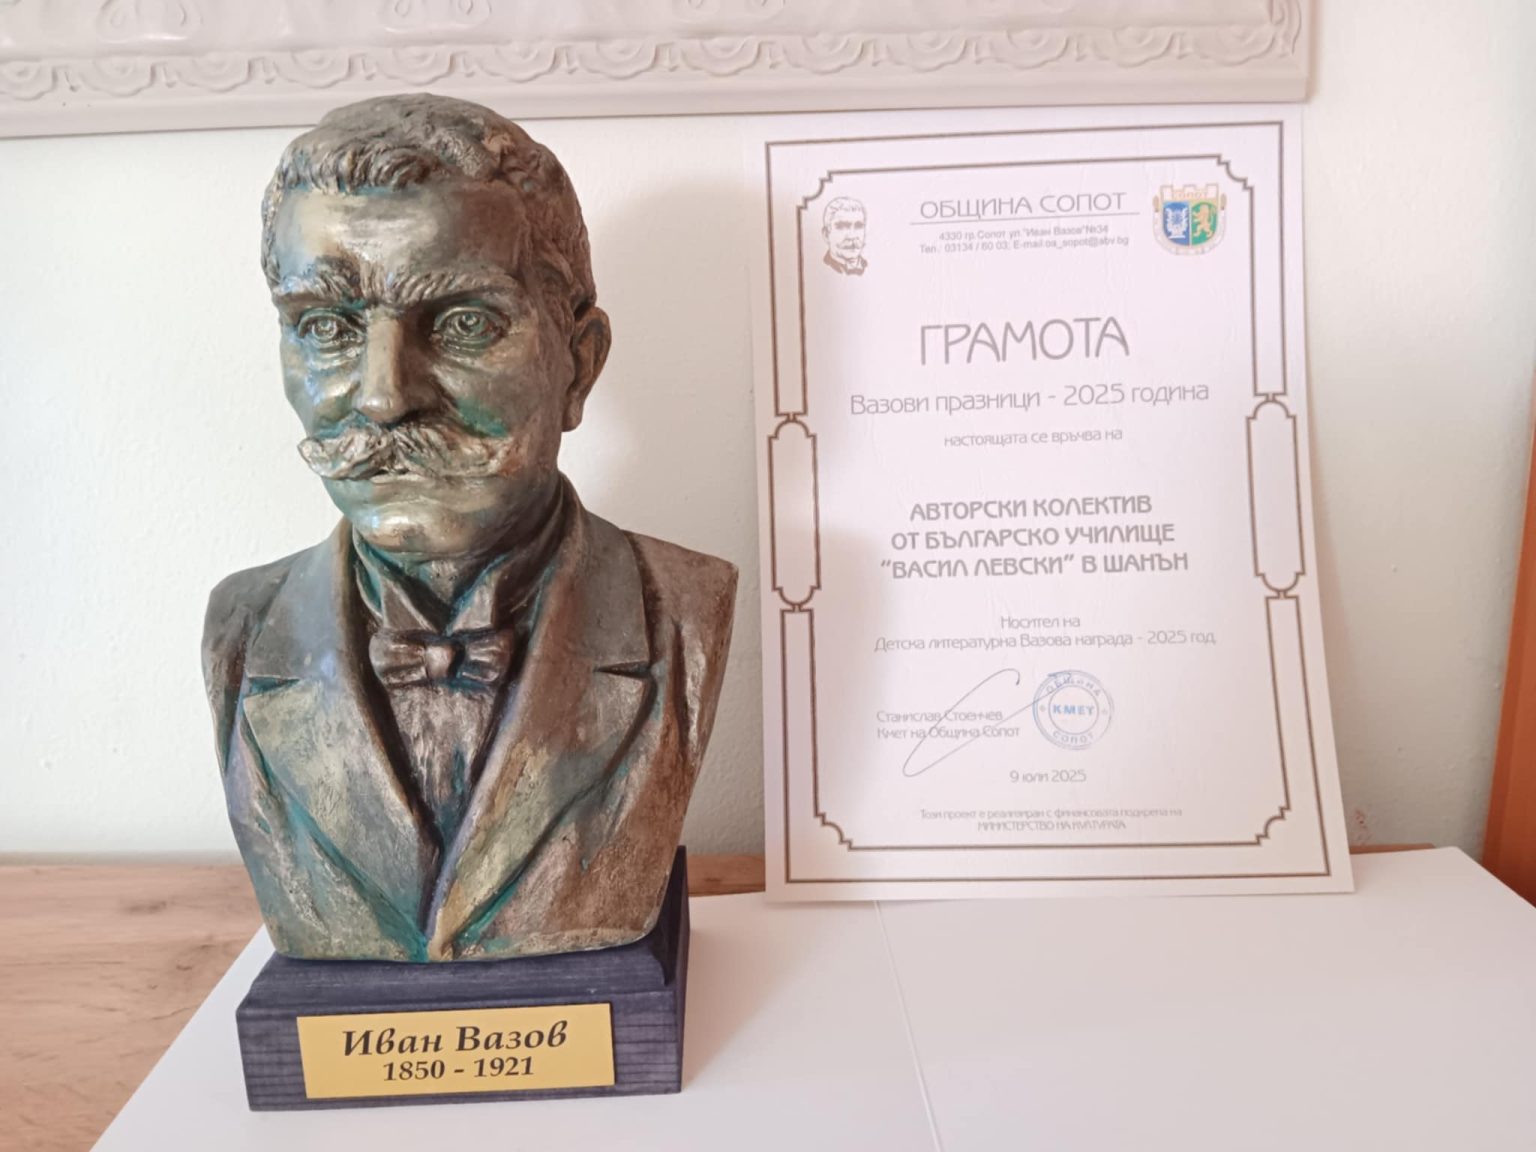 ОБЩИНА СОПОТ
4330 гр.Сопот ул."Иван Вазов"№34
Тел.: 03134 / 60 03; E-mail:oa_sopot@abv.bg
СОПОТ
ГРАМОТА
Вазови празници - 2025 година
настоящата се връчва на
АВТОРСКИ КОЛЕКТИВ
ОТ БЪЛГАРСКО УЧИЛИЩЕ
"ВАСИЛ ЛЕВСКИ" В ШАНЪН
Носител на
Детска литературна Вазова награда - 2025 год.
Станислав Стоенчев
Кмет на Община Сопот
ОБЩИНА
КМЕТ
СОПОТ
9 юли 2025
Този проект е реализиран с финансовата подкрепа на
МИНИСТЕРСТВО НА КУЛТУРАТА
Иван Вазов
1850 - 1921